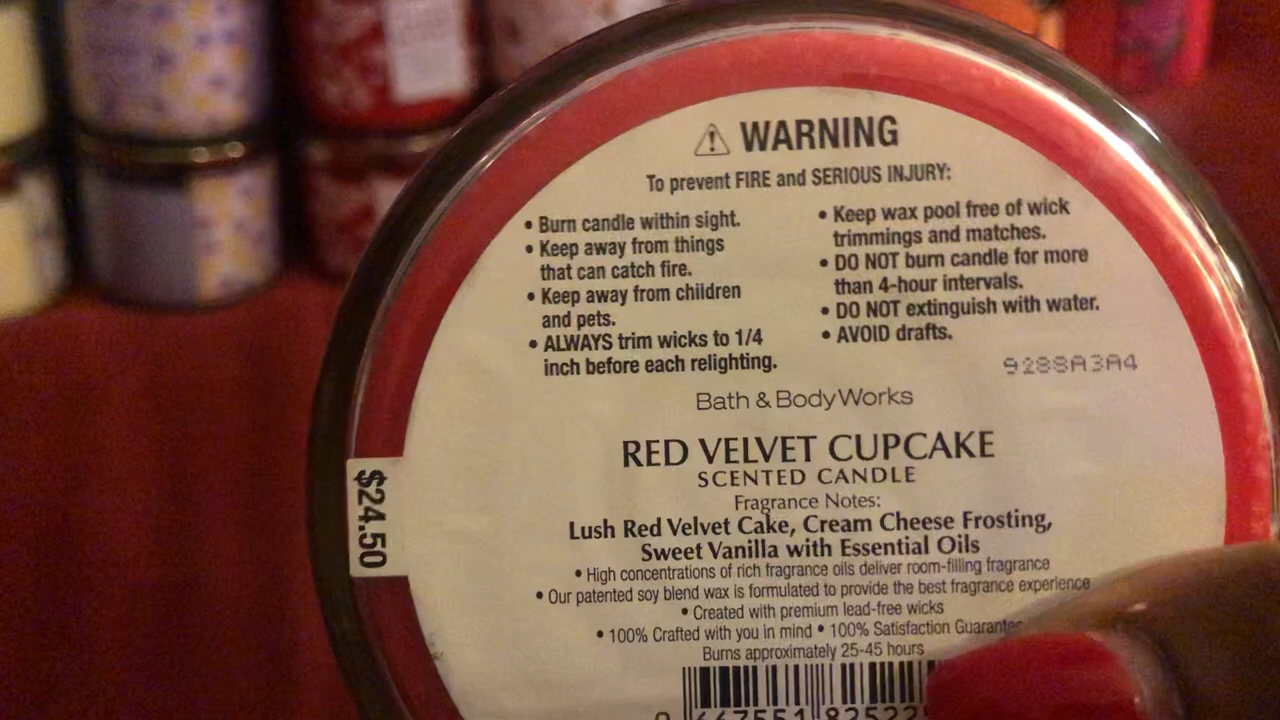 WARNING
To prevent FIRE and SERIOUS INJURY:
• Burn candle within sight.
• Keep away from things
that can catch fire.
• Keep away from children
and pets.
• ALWAYS trim wicks to 1/4
inch before each relighting.
• Keep wax pool free of wick
trimmings and matches.
• DO NOT burn candle for more
than 4-hour intervals.
• DO NOT extinguish with water.
• AVOID drafts.
9288A3A4
Bath & Body Works
RED VELVET CUPCAKE
SCENTED CANDLE
Fragrance Notes:
Lush Red Velvet Cake, Cream Cheese Frosting,
Sweet Vanilla with Essential Oils
• High concentrations of rich fragrance oils deliver room-filling fragrance
• Our patented soy blend wax is formulated to provide the best fragrance experience
• Created with premium lead-free wicks
• 100% Crafted with you in mind • 100% Satisfaction Guarantee
Burns approximately 25-45 hours
$24.50